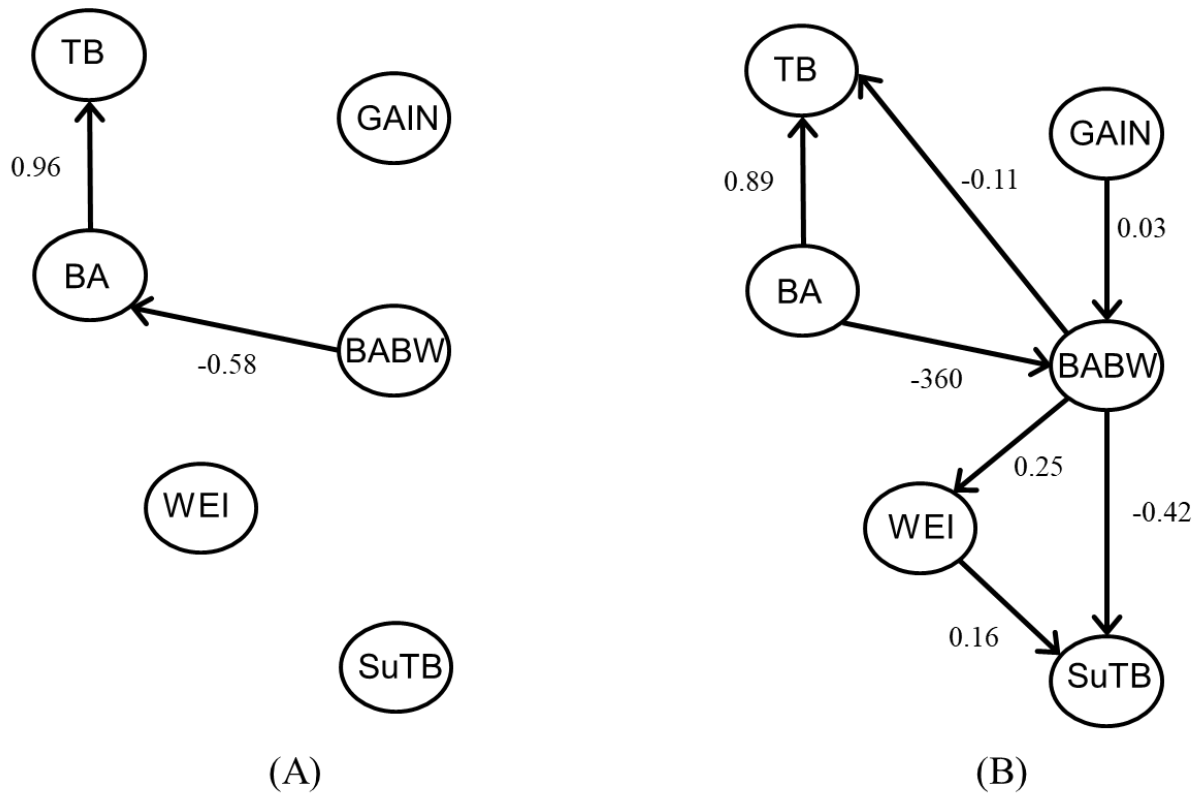 TB
GAIN
0.96
BA
BABW
-0.58
WEI
SuTB
(A)
TB
GAIN
0.89
-0.11
0.03
BA
BABW
-360
0.25
WEI
-0.42
0.16
SuTB
(B)